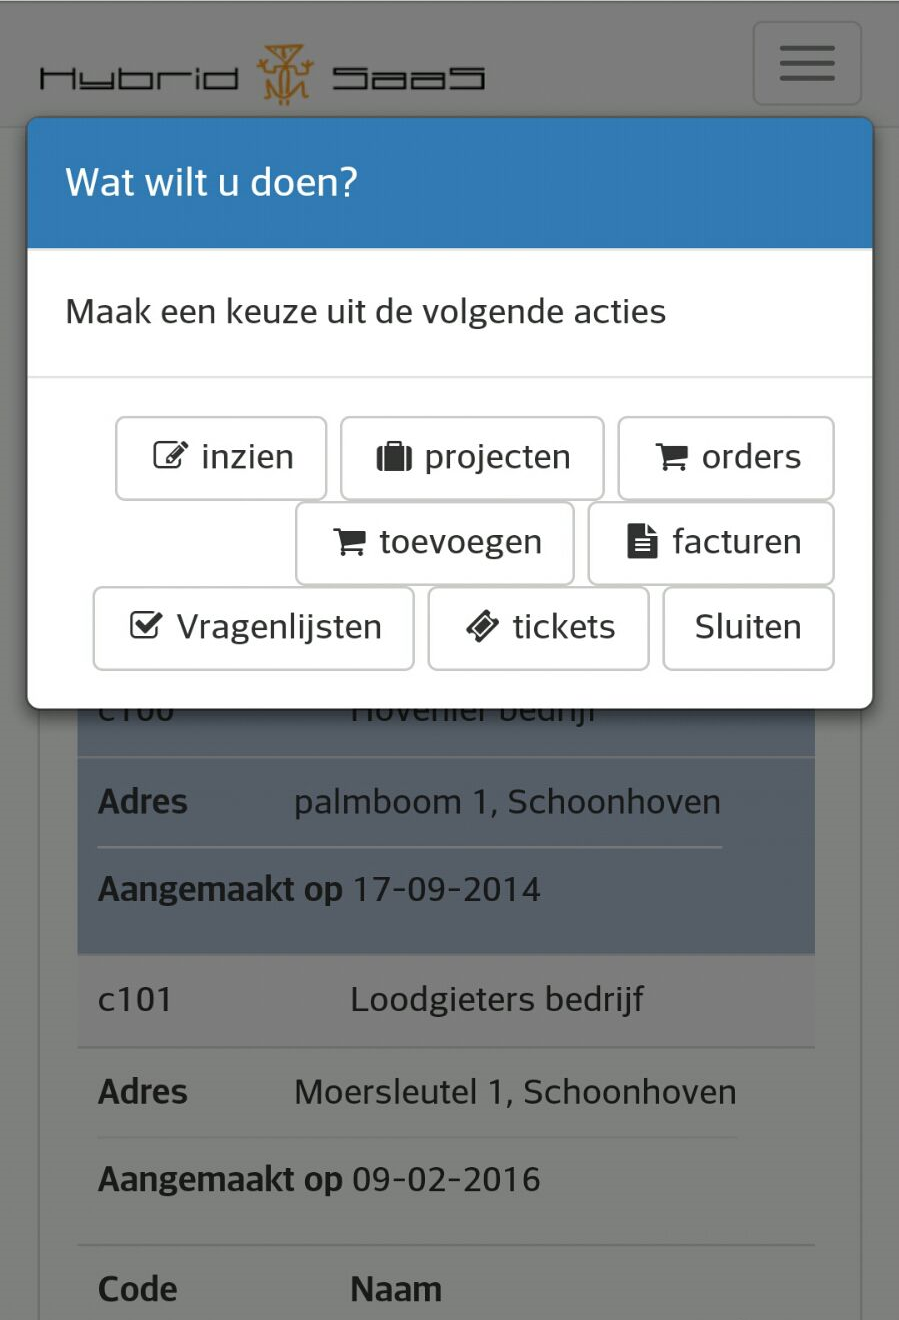 Hybrid SaaS
Wat wilt u doen?
Maak een keuze uit de volgende acties
inzien projecten orders
toevoegen facturen
Vragenlijsten tickets Sluiten
c100 Hovenier bedrijf
Adres palmboom 1, Schoonhoven
Aangemaakt op 17-09-2014
c101 Loodgieters bedrijf
Adres Moersleutel 1, Schoonhoven
Aangemaakt op 09-02-2016
Code Naam